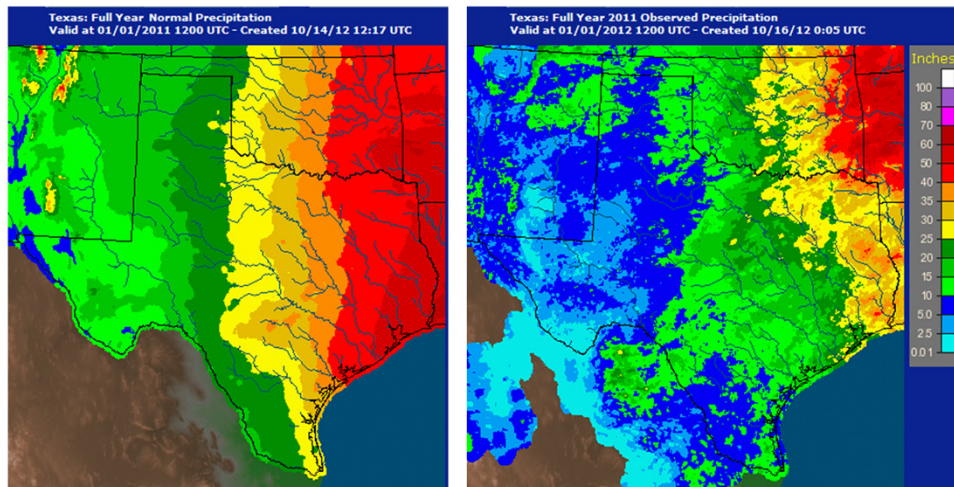 Texas: Full Year Normal Precipitation
Valid at 01/01/2011 1200 UTC - Created 10/14/12 12:17 UTC
Texas: Full Year 2011 Observed Precipitation
Valid at 01/01/2012 1200 UTC - Created 10/16/12 0:05 UTC
Inches
100
80
60
50
40
35
30
25
20
15
10
5.0
2.5
0.01